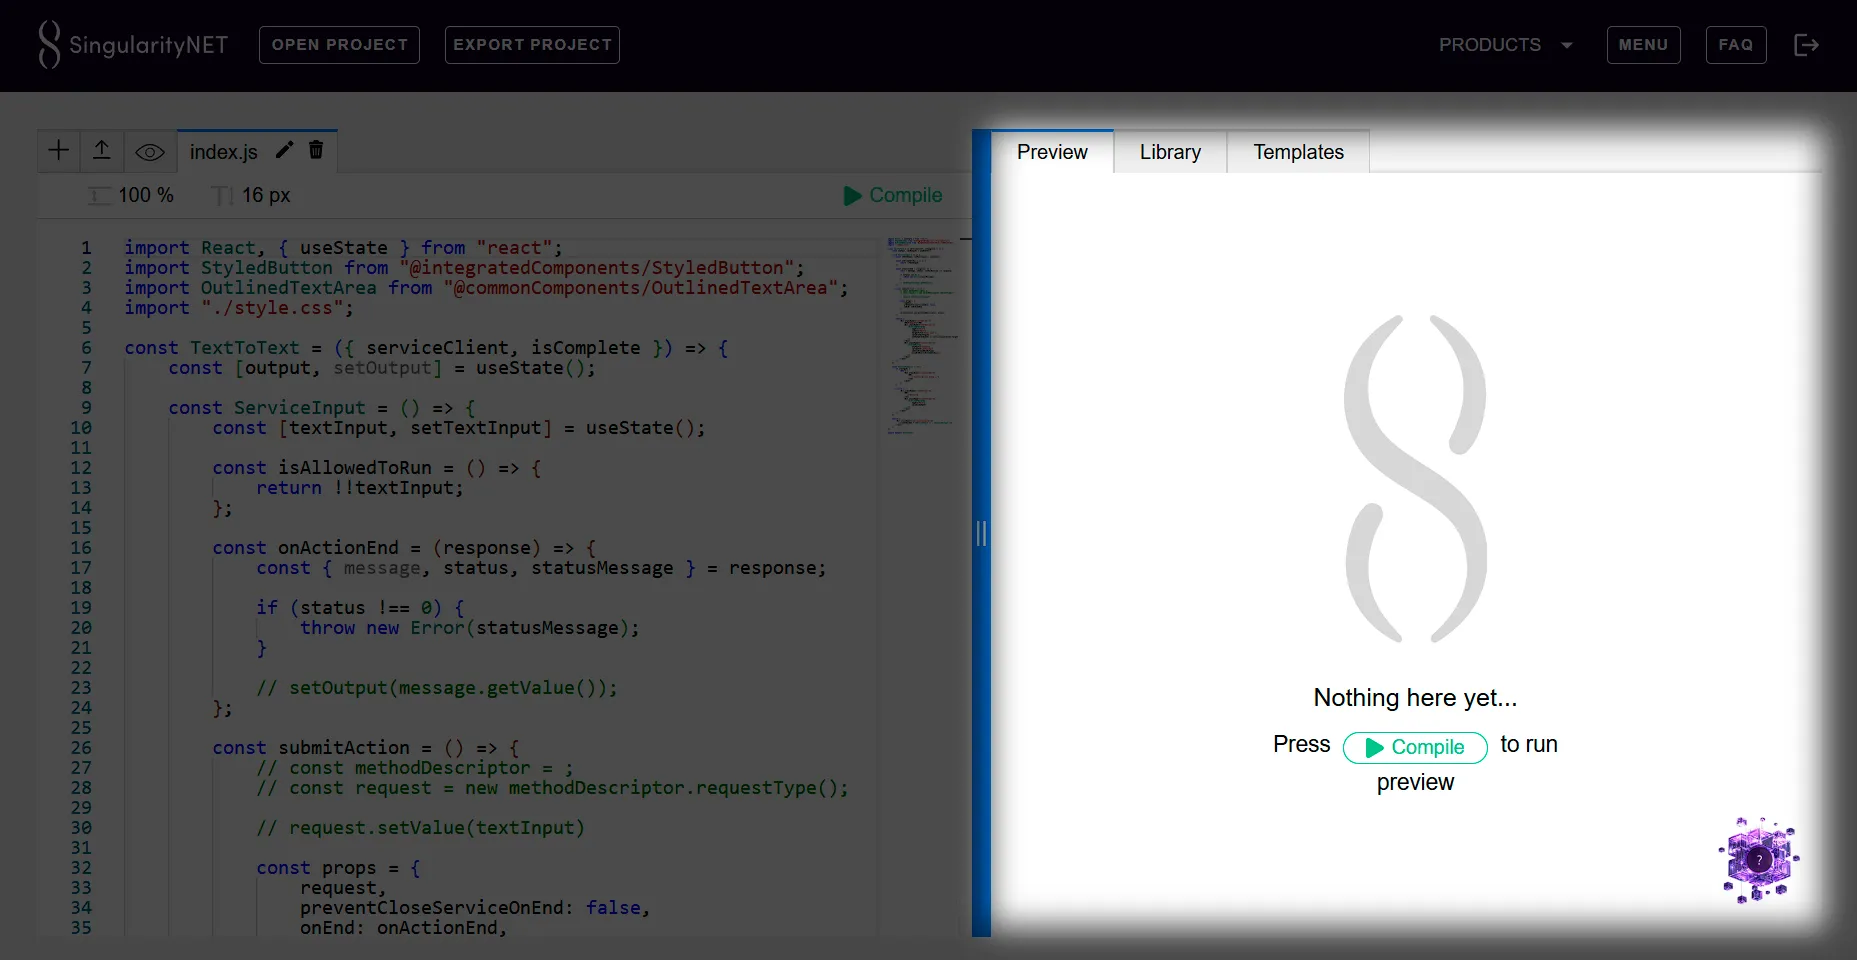 SingularityNET
OPEN PROJECT
EXPORT PROJECT
PRODUCTS
MENU
FAQ
index.js
100 %
16 px
Compile
1 import React, { useState } from "react";
2 import StyledButton from "@integratedComponents/StyledButton";
3 import OutlinedTextArea from "@commonComponents/OutlinedTextArea";
4 import "./style.css";
5
6 const TextToText = ({ serviceClient, isComplete }) => {
7 const [output, setOutput] = useState();
8
9 const ServiceInput = () => {
10 const [textInput, setTextInput] = useState();
11
12 const isAllowedToRun = () => {
13 return !!textInput;
14 };
15
16 const onActionEnd = (response) => {
17 const { message, status, statusMessage } = response;
18
19 if (status !== 0) {
20 throw new Error(statusMessage);
21 }
22
23 // setOutput(message.getValue());
24 };
25
26 const submitAction = () => {
27 // const methodDescriptor = ;
28 // const request = new methodDescriptor.requestType();
29
30 // request.setValue(textInput)
31
32 const props = {
33 request,
34 preventCloseServiceOnEnd: false,
35 onEnd: onActionEnd,
Preview
Library
Templates
Nothing here yet...
Press Compile to run
preview
?